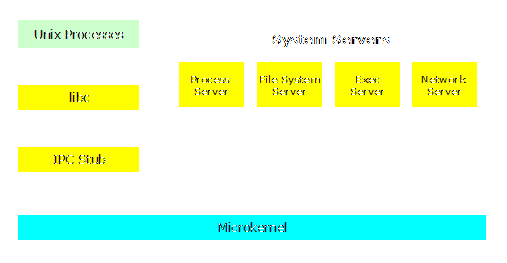 Unix Processes
System Servers
Process
Server
File System
Server
Exec
Server
Network
Server
libc
IPC Stub
Microkernel